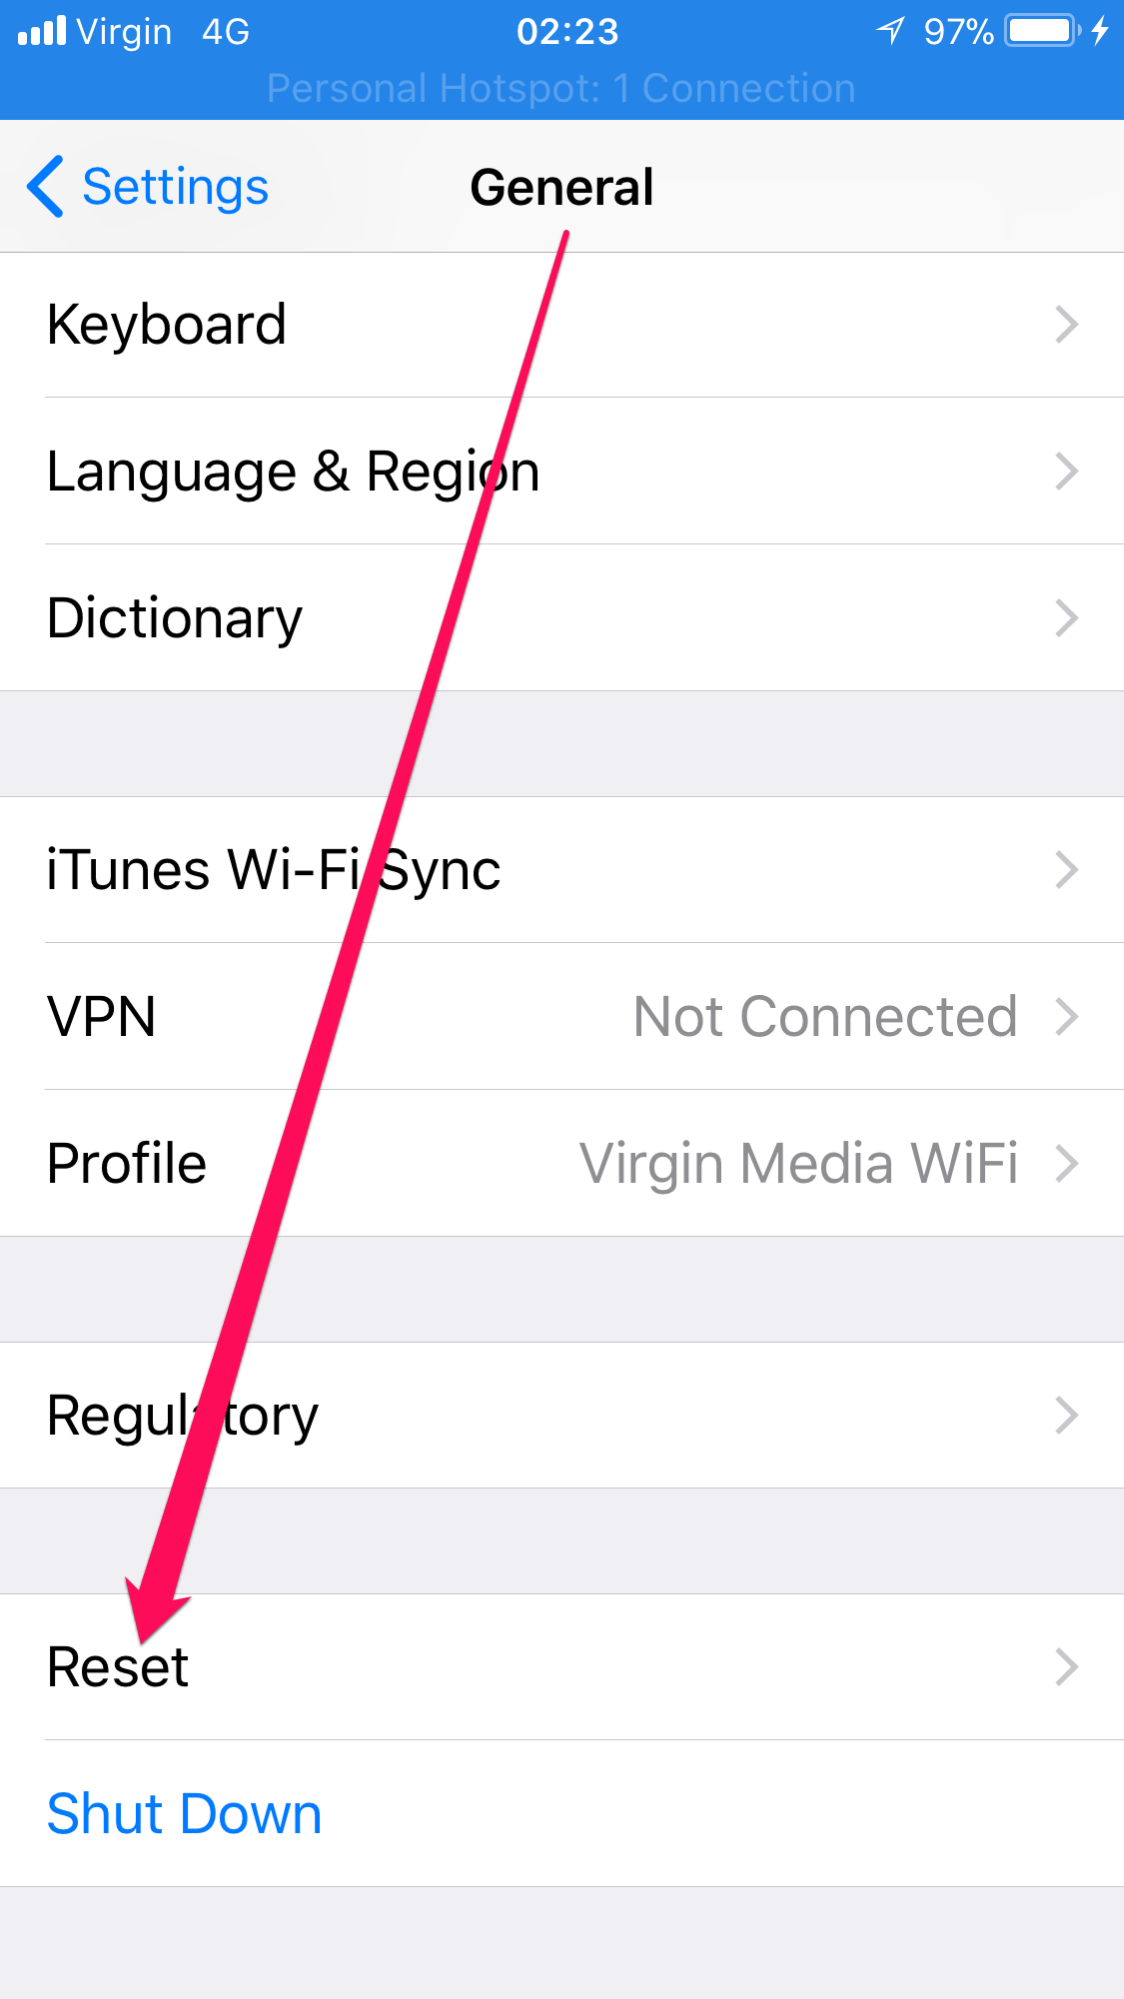 Virgin 4G 02:23 97%
Personal Hotspot: 1 Connection
Settings General
Keyboard
Language & Region
Dictionary
iTunes Wi-Fi Sync
VPN Not Connected
Profile Virgin Media WiFi
Regulatory
Reset
Shut Down